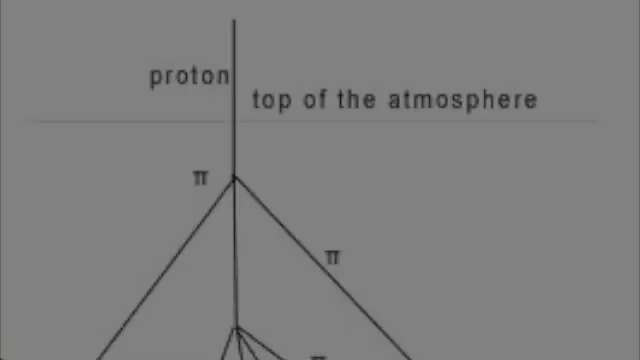 proton
top of the atmosphere
π
π
π